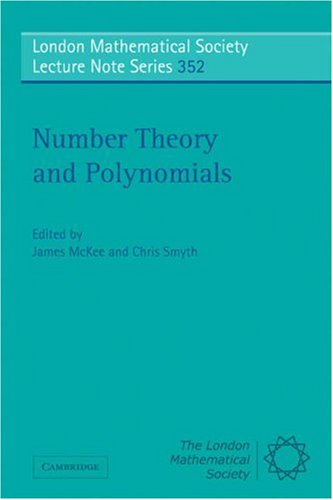 London Mathematical Society
Lecture Note Series 352
Number Theory
and Polynomials
Edited by
James McKee and Chris Smyth
CAMBRIDGE
The London
Mathematical
Society